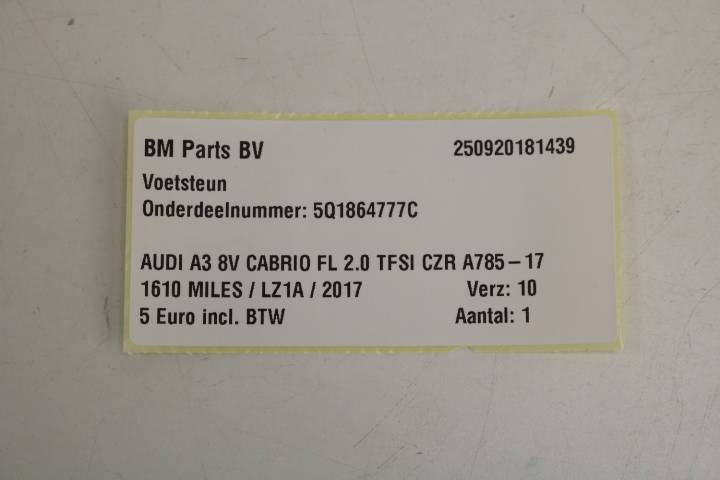 BM Parts BV 250920181439
Voetsteun
Onderdeelnummer: 5Q1864777C
AUDI A3 8V CABRIO FL 2.0 TFSI CZR A785-17
1610 MILES / LZ1A / 2017 Verz: 10
5 Euro incl. BTW Aantal: 1